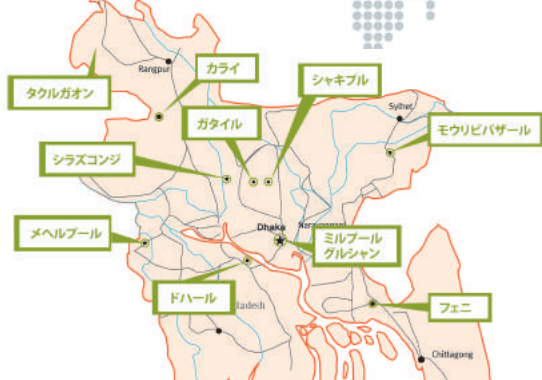 カライ
Rangpur
シャキプル
タクルガオン
Sylhet
ガタイル
モウリビバザール
シラズコンジ
メヘルプール
Dhaka
ミルプール
グルシャン
ドハール
フェニ
Chittagong